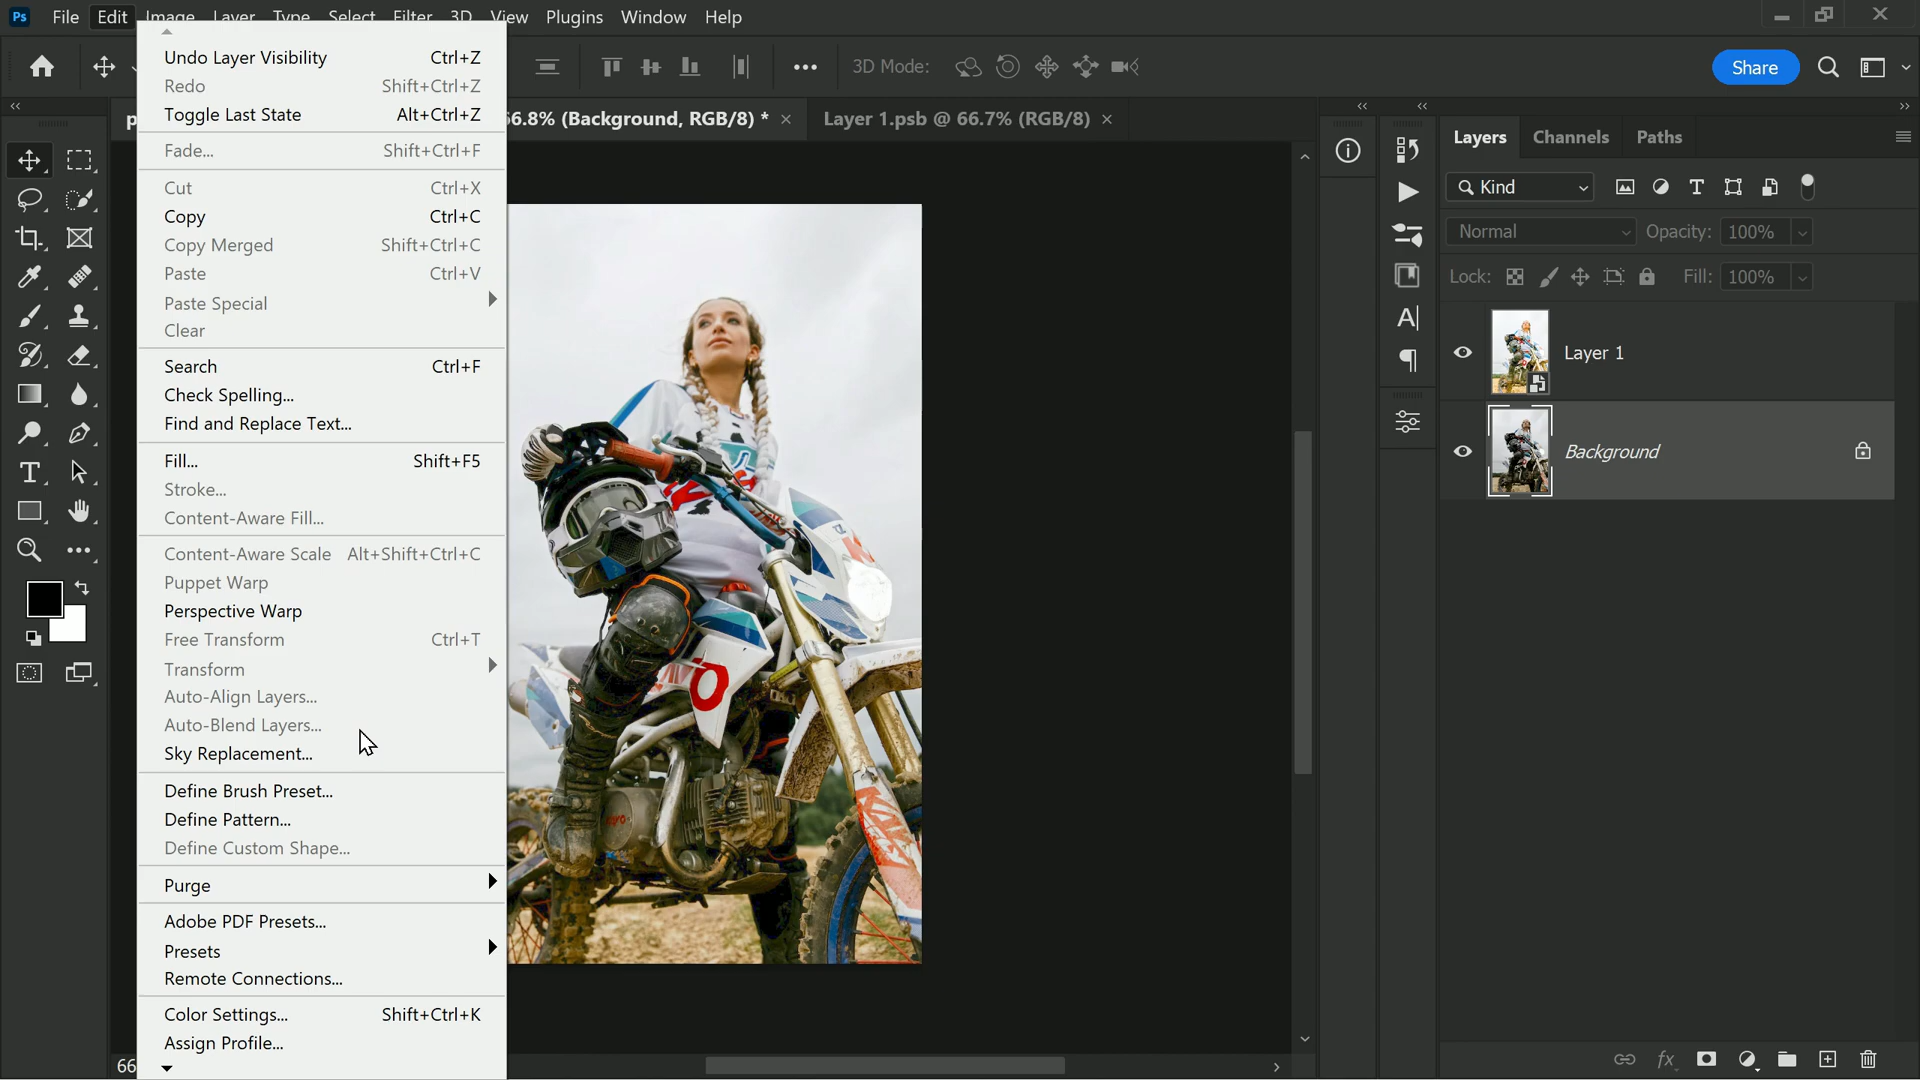 Ps File Edit Image Layer Type Select Filter 3D View Plugins Window Help
3D Mode:
Share
66.8% (Background, RGB/8) *
Layer 1.psb @ 66.7% (RGB/8)
Undo Layer Visibility Ctrl+Z
Redo Shift+Ctrl+Z
Toggle Last State Alt+Ctrl+Z
Fade... Shift+Ctrl+F
Cut Ctrl+X
Copy Ctrl+C
Copy Merged Shift+Ctrl+C
Paste Ctrl+V
Paste Special
Clear
Search Ctrl+F
Check Spelling...
Find and Replace Text...
Fill... Shift+F5
Stroke...
Content-Aware Fill...
Content-Aware Scale Alt+Shift+Ctrl+C
Puppet Warp
Perspective Warp
Free Transform Ctrl+T
Transform
Auto-Align Layers...
Auto-Blend Layers...
Sky Replacement...
Define Brush Preset...
Define Pattern...
Define Custom Shape...
Purge
Adobe PDF Presets...
Presets
Remote Connections...
Color Settings... Shift+Ctrl+K
Assign Profile...
66
Layers Channels Paths
Kind
Normal Opacity: 100%
Lock: Fill: 100%
Layer 1
Background